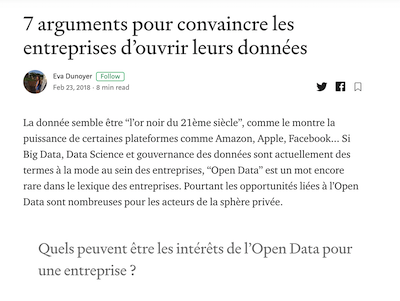 7 arguments pour convaincre les
entreprises d’ouvrir leurs données
Eva Dunoyer Follow
Feb 23, 2018 · 8 min read
La donnée semble être “l’or noir du 21ème siècle”, comme le montre la
puissance de certaines plateformes comme Amazon, Apple, Facebook... Si
Big Data, Data Science et gouvernance des données sont actuellement des
termes à la mode au sein des entreprises, “Open Data” est un mot encore
rare dans le lexique des entreprises. Pourtant les opportunités liées à l’Open
Data sont nombreuses pour les acteurs de la sphère privée.
Quels peuvent être les intérêts de l’Open Data pour
une entreprise ?